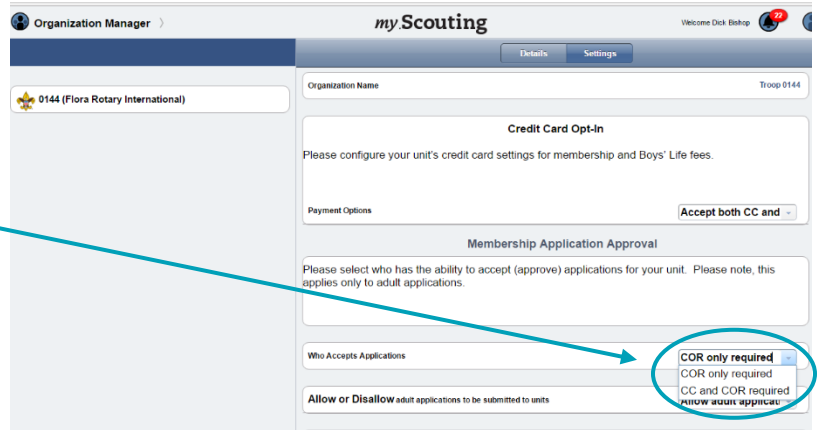 Organization Manager
my.Scouting
Welcome Dick Bishop
22
Details
Settings
0144 (Flora Rotary International)
Organization Name
Troop 0144
Credit Card Opt-In
Please configure your unit's credit card settings for membership and Boys' Life fees.
Payment Options
Accept both CC and
Membership Application Approval
Please select who has the ability to accept (approve) applications for your unit. Please note, this
applies only to adult applications.
Who Accepts Applications
COR only required
COR only required
CC and COR required
Allow or Disallow adult applications to be submitted to units
Allow adult applicati